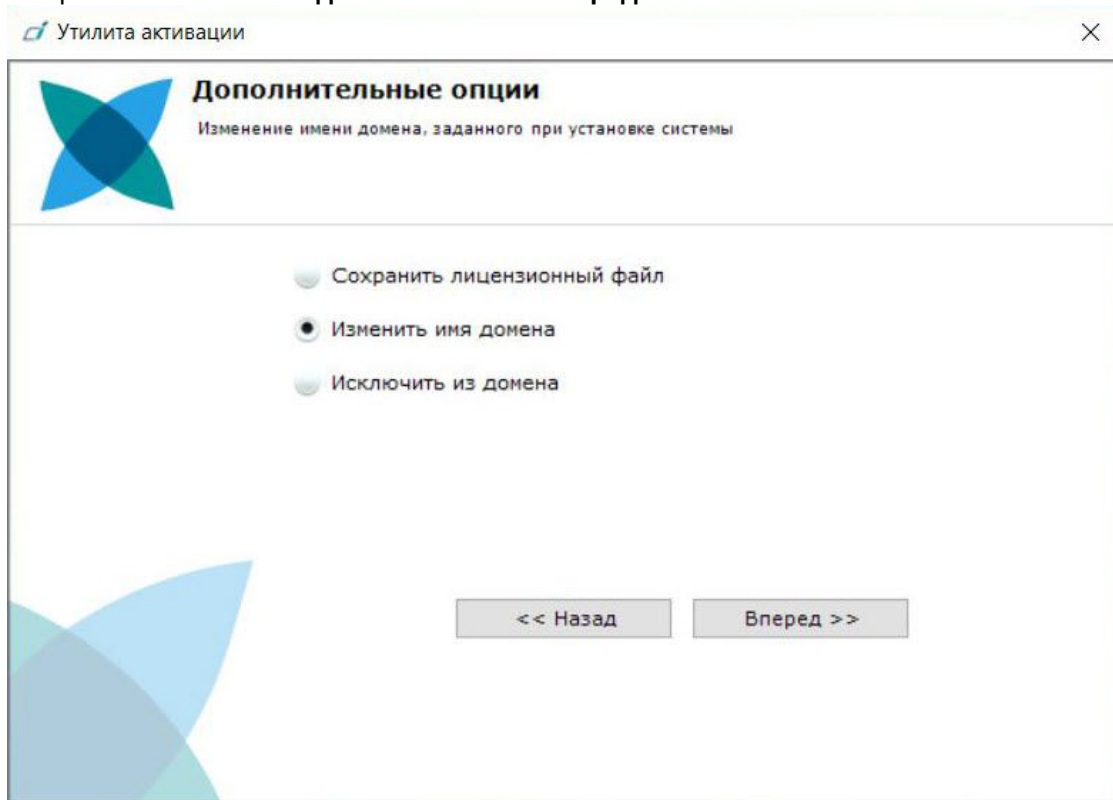 Утилита активации
Дополнительные опции
Изменение имени домена, заданного при установке системы
Сохранить лицензионный файл
Изменить имя домена
Исключить из домена
<< Назад
Вперед >>